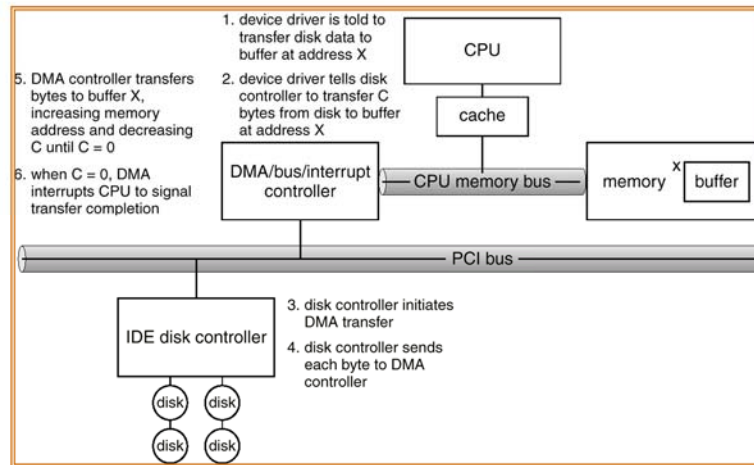 1. device driver is told to
transfer disk data to
buffer at address X
2. device driver tells disk
controller to transfer C
bytes from disk to buffer
at address X
5. DMA controller transfers
bytes to buffer X,
increasing memory
address and decreasing
C until C = 0
6. when C = 0, DMA
interrupts CPU to signal
transfer completion
CPU
cache
DMA/bus/interrupt
controller
CPU memory bus
memory
X
buffer
PCI bus
IDE disk controller
3. disk controller initiates
DMA transfer
4. disk controller sends
each byte to DMA
controller
disk
disk
disk
disk